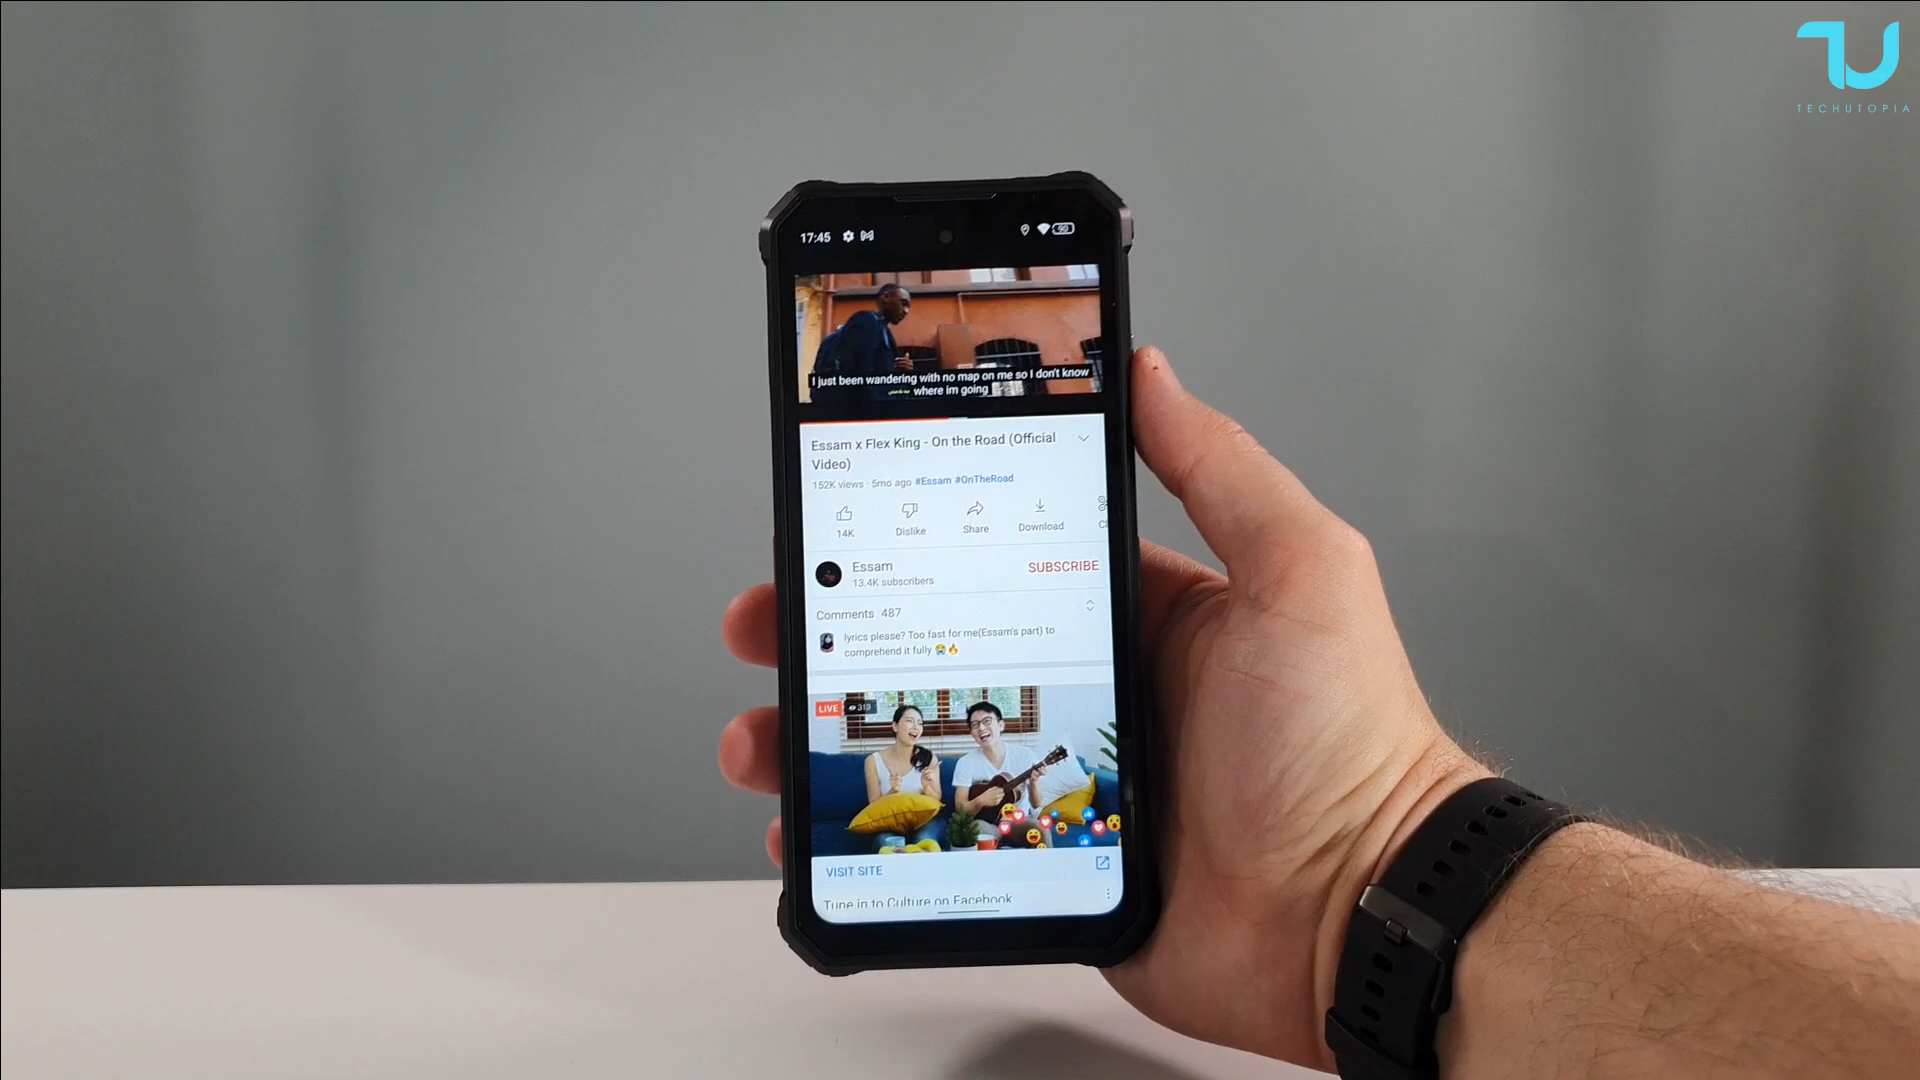 TECHUTOPIA
17:45
90
I just been wandering with no map on me so I don't know
where im going
Essam x Flex King - On the Road (Official
Video)
152K views · 5mo ago #Essam #OnTheRoad
14K
Dislike
Share
Download
Essam
13.4K subscribers
SUBSCRIBE
Comments 487
lyrics please? Too fast for me(Essam's part) to
comprehend it fully 😭🔥
LIVE
313
VISIT SITE
Tune in to Culture on Facebook